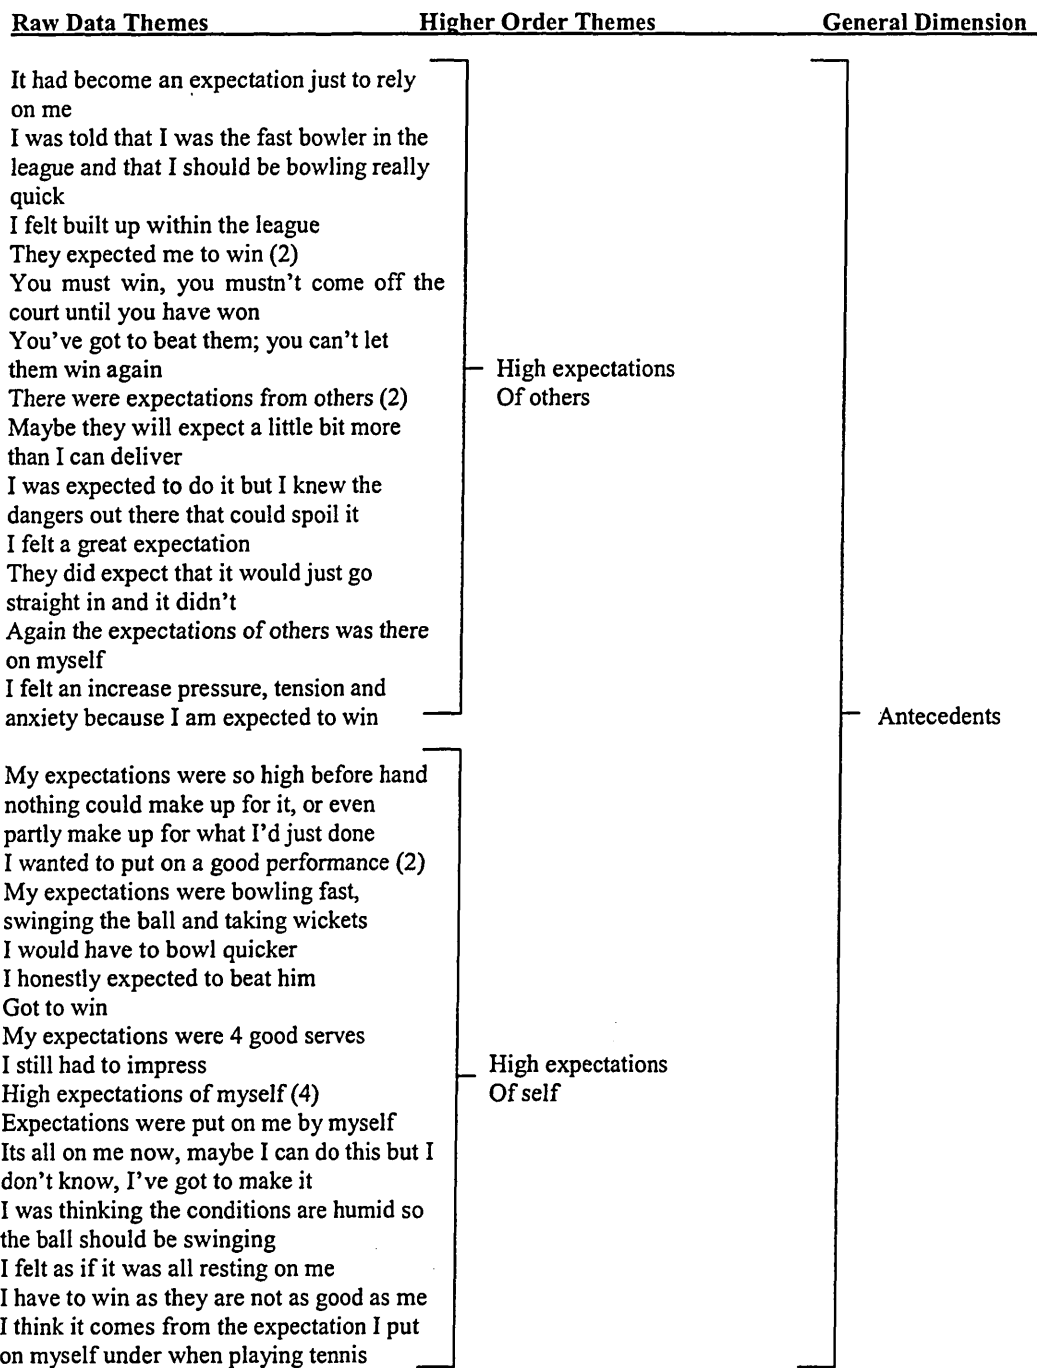 Raw Data Themes Higher Order Themes General Dimension
It had become an expectation just to rely
on me
I was told that I was the fast bowler in the
league and that I should be bowling really
quick
I felt built up within the league
They expected me to win (2)
You must win, you mustn't come off the
court until you have won
You've got to beat them; you can't let
them win again
There were expectations from others (2)
Maybe they will expect a little bit more
than I can deliver
I was expected to do it but I knew the
dangers out there that could spoil it
I felt a great expectation
They did expect that it would just go
straight in and it didn't
Again the expectations of others was there
on myself
I felt an increase pressure, tension and
anxiety because I am expected to win
High expectations
Of others
My expectations were so high before hand
nothing could make up for it, or even
partly make up for what I'd just done
I wanted to put on a good performance (2)
My expectations were bowling fast,
swinging the ball and taking wickets
I would have to bowl quicker
I honestly expected to beat him
Got to win
My expectations were 4 good serves
I still had to impress
High expectations of myself (4)
Expectations were put on me by myself
Its all on me now, maybe I can do this but I
don't know, I've got to make it
I was thinking the conditions are humid so
the ball should be swinging
I felt as if it was all resting on me
I have to win as they are not as good as me
I think it comes from the expectation I put
on myself under when playing tennis
High expectations
Of self
Antecedents